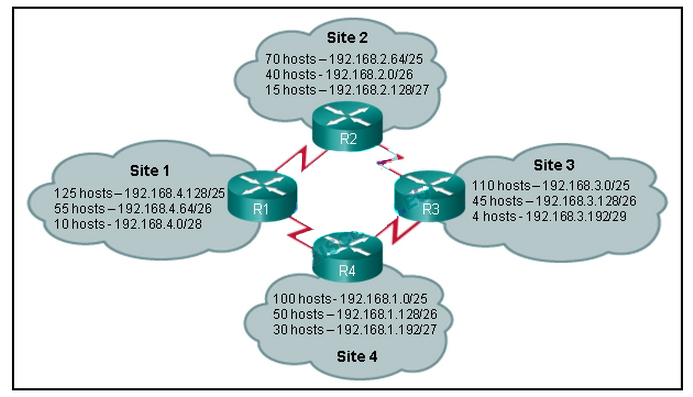 Site 2
70 hosts – 192.168.2.64/25
40 hosts - 192.168.2.0/26
15 hosts – 192.168.2.128/27
R2
Site 1
125 hosts – 192.168.4.128/25
55 hosts – 192.168.4.64/26
10 hosts - 192.168.4.0/28
R1
Site 3
110 hosts – 192.168.3.0/25
45 hosts – 192.168.3.128/26
4 hosts - 192.168.3.192/29
R3
R4
100 hosts- 192.168.1.0/25
50 hosts – 192.168.1.128/26
30 hosts – 192.168.1.192/27
Site 4